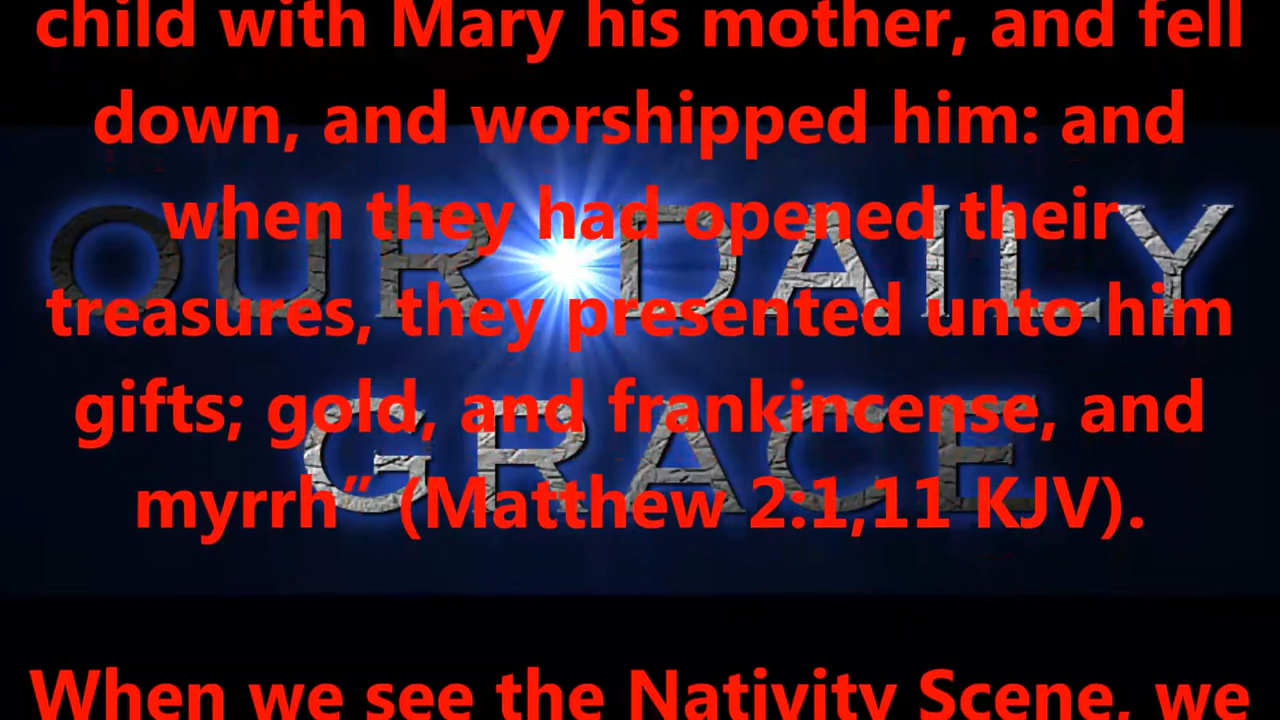 child with Mary his mother, and fell
down, and worshipped him: and
when they had opened their
treasures, they presented unto him
gifts; gold, and frankincense, and
myrrh” (Matthew 2:1,11 KJV).
When we see the Nativity Scene, we
OUR DAILY
GRACE